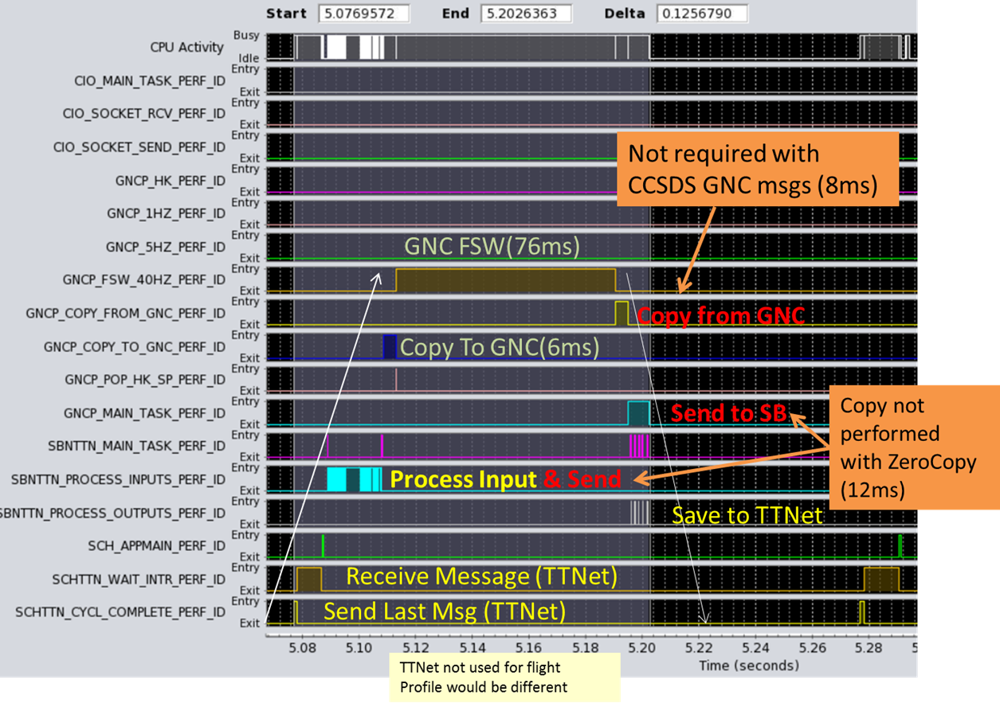 Start 5.0769572 End 5.2026363 Delta 0.1256790
CPU Activity Busy
Idle
CIO_MAIN_TASK_PERF_ID Entry
Exit
CIO_SOCKET_RCV_PERF_ID Entry
Exit
CIO_SOCKET_SEND_PERF_ID Entry
Exit
GNCP_HK_PERF_ID Entry
Exit
GNCP_1HZ_PERF_ID Entry
Exit
GNCP_5HZ_PERF_ID Entry
Exit
GNCP_FSW_40HZ_PERF_ID Entry
Exit
GNCP_COPY_FROM_GNC_PERF_ID Entry
Exit
GNCP_COPY_TO_GNC_PERF_ID Entry
Exit
GNCP_POP_HK_SP_PERF_ID Entry
Exit
GNCP_MAIN_TASK_PERF_ID Entry
Exit
SBNTTN_MAIN_TASK_PERF_ID Entry
Exit
SBNTTN_PROCESS_INPUTS_PERF_ID Entry
Exit
SBNTTN_PROCESS_OUTPUTS_PERF_ID Entry
Exit
SCH_APPMAIN_PERF_ID Entry
Exit
SCHTTN_WAIT_INTR_PERF_ID Entry
Exit
SCHTTN_CYCL_COMPLETE_PERF_ID Entry
Exit
Not required with
CCSDS GNC msgs (8ms)
GNC FSW(76ms)
Copy from GNC
Copy To GNC(6ms)
Send to SB
Copy not
performed
with ZeroCopy
(12ms)
Process Input & Send
Save to TTNet
Receive Message (TTNet)
Send Last Msg (TTNet)
5.08 5.10 5.12 5.14 5.16 5.18 5.20 5.22 5.24 5.26 5.28 5
Time (seconds)
TTNet not used for flight
Profile would be different